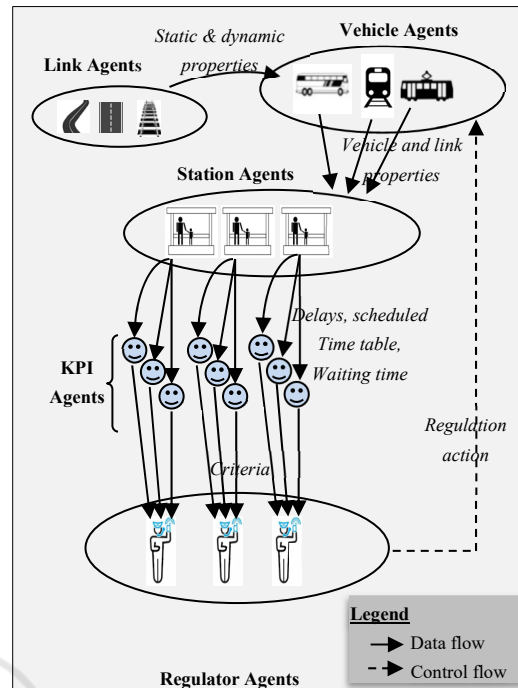 Static & dynamic
properties
Vehicle Agents
Link Agents
Vehicle and link
properties
Station Agents
Delays, scheduled
Time table,
Waiting time
KPI
Agents
Regulation
action
Criteria
Legend
Data flow
Control flow
Regulator Agents